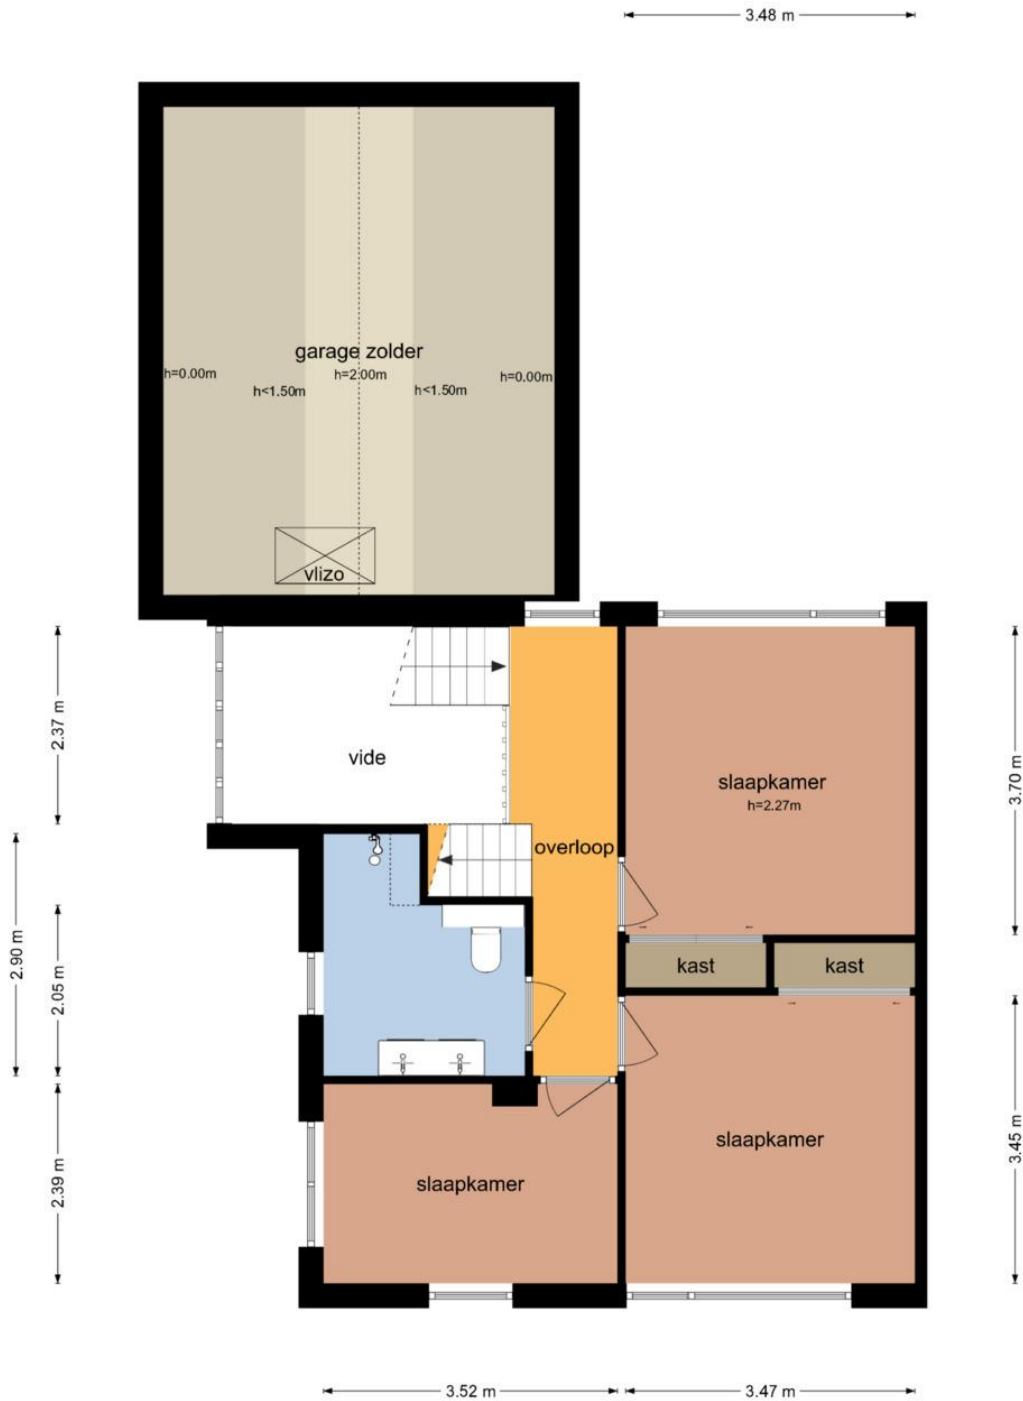 3.48 m
garage zolder
h=0.00m
h=2.00m
h=0.00m
h<1.50m
h<1.50m
vlizo
2.37 m
vide
slaapkamer
h=2.27m
3.70 m
overloop
2.90 m
2.05 m
kast
kast
slaapkamer
3.45 m
2.39 m
slaapkamer
3.52 m
3.47 m